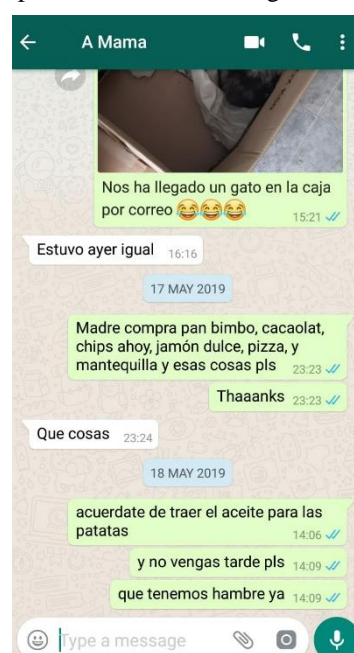 A Mama
Nos ha llegado un gato en la caja
por correo 😂😂😂
15:21
Estuvo ayer igual 16:16
17 MAY 2019
Madre compra pan bimbo, cacaolat,
chips ahoy, jamón dulce, pizza, y
mantequilla y esas cosas pls 23:23
Thaaanks 23:23
Que cosas 23:24
18 MAY 2019
acuerdate de traer el aceite para las
patatas
14:06
y no vengas tarde pls 14:09
que tenemos hambre ya 14:09
Type a message